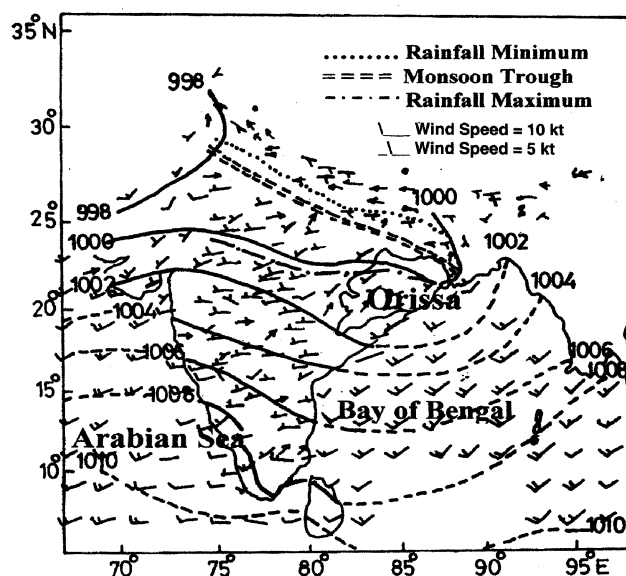 35°N
Rainfall Minimum
Monsoon Trough
Rainfall Maximum
Wind Speed = 10 kt
Wind Speed = 5 kt
998
30°
1000
998
25°
1000
1002
1002
1004
20°
1004
Orissa
1006
1006
1008
15°
1008
Bay of Bengal
Arabian Sea
1010
10°
1010
70° 75° 80° 85° 90° 95°E